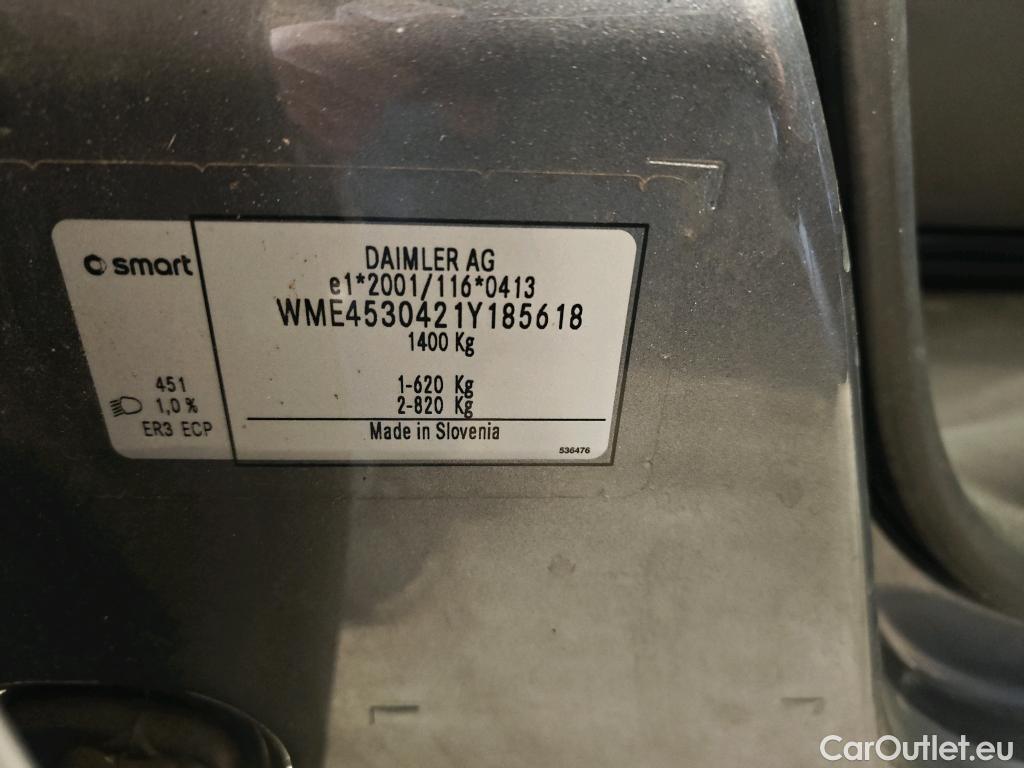 smart
451
1,0 %
ER3 ECP
DAIMLER AG
e1*2001/116*0413
WME4530421Y185618
1400 Kg
1-620 Kg
2-820 Kg
Made in Slovenia
536476
CarOutlet.eu